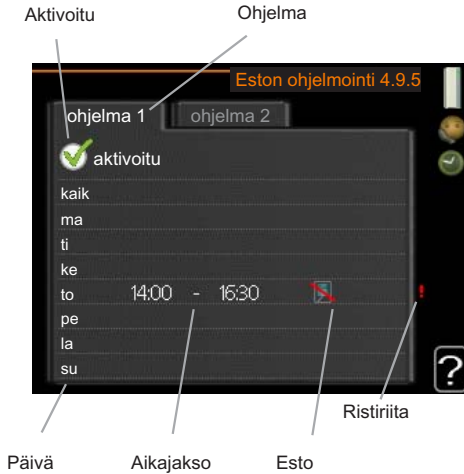 Aktivoitu Ohjelma
Eston ohjelmointi 4.9.5
ohjelma 1 ohjelma 2
aktivoitu
kaik
ma
ti
ke
to 14:00 - 16:30 !
pe
la
su
?
Ristiriita
Päivä Aikajakso Esto